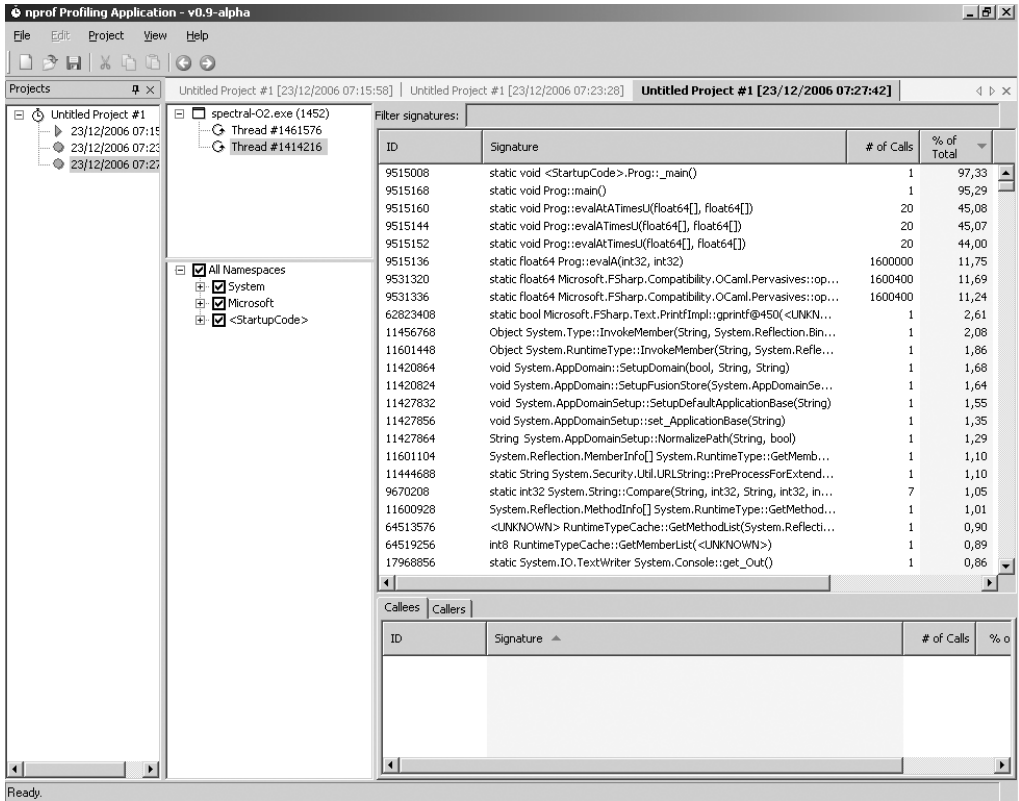 nprof Profiling Application - v0.9-alpha
File Edit Project View Help
Projects
Untitled Project #1 [23/12/2006 07:15:58] Untitled Project #1 [23/12/2006 07:23:28] Untitled Project #1 [23/12/2006 07:27:42]
Untitled Project #1
23/12/2006 07:15
23/12/2006 07:23
23/12/2006 07:27
spectral-O2.exe (1452)
Thread #1461576
Thread #1414216
All Namespaces
System
Microsoft
<StartupCode>
Filter signatures:
ID Signature # of Calls % of Total
9515008 static void <StartupCode>.Prog::_main() 1 97,33
9515168 static void Prog::main() 1 95,29
9515160 static void Prog::evalAtATimesU(float64[], float64[]) 20 45,08
9515144 static void Prog::evalATimesU(float64[], float64[]) 20 45,07
9515152 static void Prog::evalAtTimesU(float64[], float64[]) 20 44,00
9515136 static float64 Prog::evalA(int32, int32) 1600000 11,75
9531320 static float64 Microsoft.FSharp.Compatibility.OCaml.Pervasives::op... 1600400 11,69
9531336 static float64 Microsoft.FSharp.Compatibility.OCaml.Pervasives::op... 1600400 11,24
62823408 static bool Microsoft.FSharp.Text.PrintfImpl::gprintf@450(<UNKN... 1 2,61
11456768 Object System.Type::InvokeMember(String, System.Reflection.Bin... 1 2,08
11601448 Object System.RuntimeType::InvokeMember(String, System.Refle... 1 1,86
11420864 void System.AppDomain::SetupDomain(bool, String, String) 1 1,68
11420824 void System.AppDomain::SetupFusionStore(System.AppDomainSe... 1 1,64
11427832 void System.AppDomainSetup::SetupDefaultApplicationBase(String) 1 1,55
11427856 void System.AppDomainSetup::set_ApplicationBase(String) 1 1,35
11427864 String System.AppDomainSetup::NormalizePath(String, bool) 1 1,29
11601104 System.Reflection.MemberInfo[] System.RuntimeType::GetMemb... 1 1,10
11444688 static String System.Security.Util.URLString::PreProcessForExtend... 1 1,10
9670208 static int32 System.String::Compare(String, int32, String, int32, in... 7 1,05
11600928 System.Reflection.MethodInfo[] System.RuntimeType::GetMethod... 1 1,01
64513576 <UNKNOWN> RuntimeTypeCache::GetMethodList(System.Reflecti... 1 0,90
64519256 int8 RuntimeTypeCache::GetMemberList(<UNKNOWN>) 1 0,89
17968856 static System.IO.TextWriter System.Console::get_Out() 1 0,86
Callees Callers
ID Signature # of Calls % o
Ready.